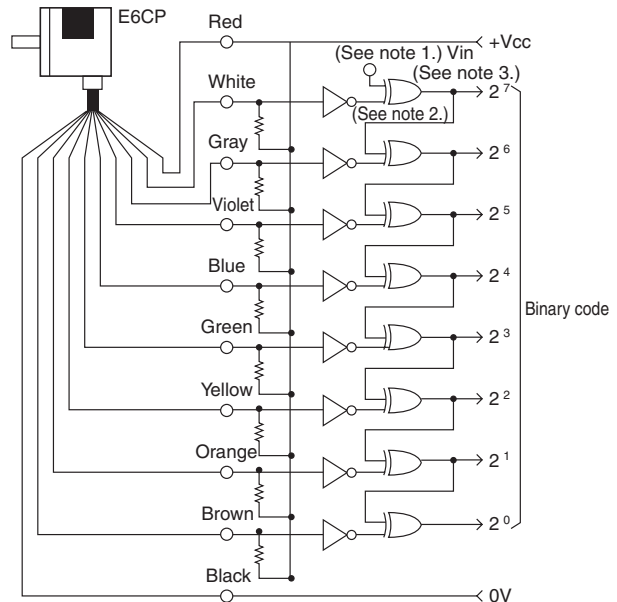 E6CP
Red
+Vcc
(See note 1.) Vin
(See note 3.)
White
2⁷
(See note 2.)
Gray
2⁶
Violet
2⁵
Blue
2⁴
Binary code
Green
2³
Yellow
2²
Orange
2¹
Brown
2⁰
Black
0V